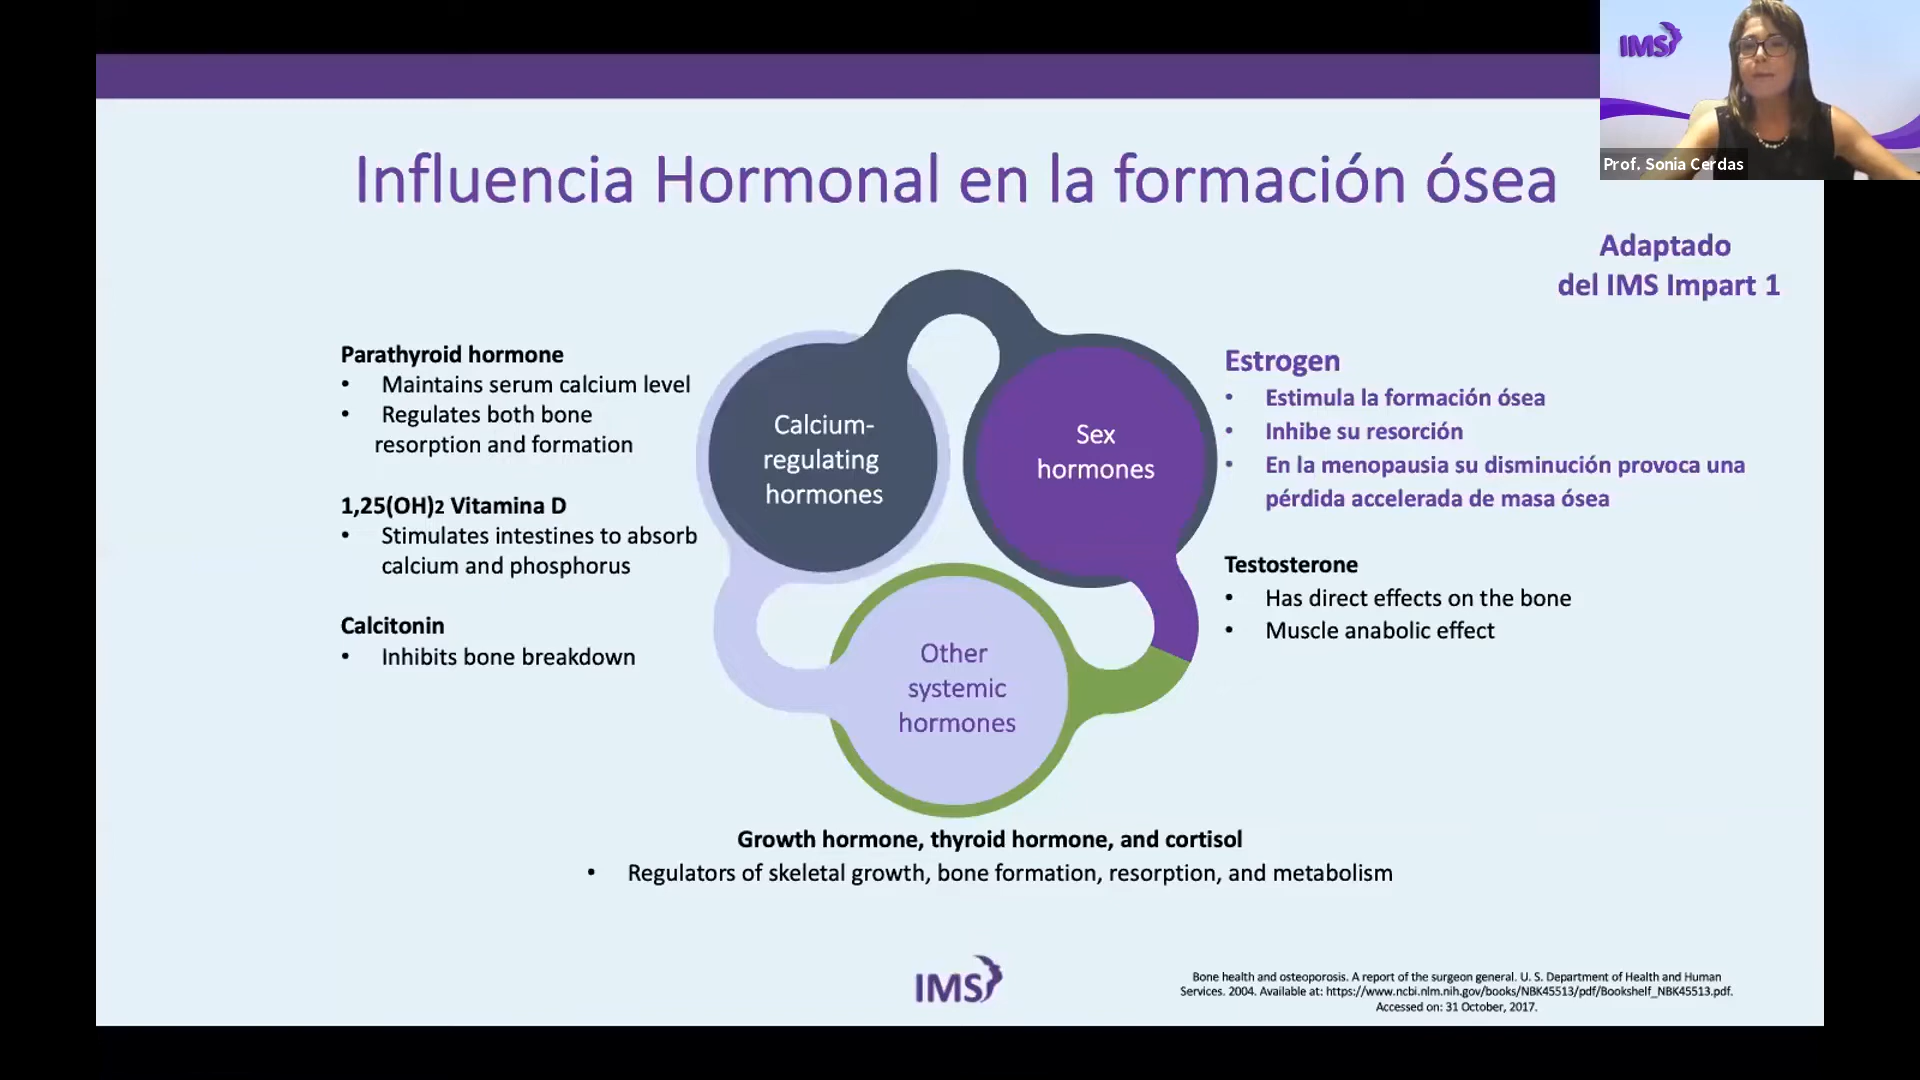 IMS
Prof. Sonia Cerdas
Influencia Hormonal en la formación ósea
Adaptado
del IMS Impart 1
Parathyroid hormone
• Maintains serum calcium level
• Regulates both bone
resorption and formation
1,25(OH)2 Vitamina D
• Stimulates intestines to absorb
calcium and phosphorus
Calcitonin
• Inhibits bone breakdown
Calcium-
regulating
hormones
Sex
hormones
Other
systemic
hormones
Estrogen
• Estimula la formación ósea
• Inhibe su resorción
• En la menopausia su disminución provoca una
pérdida accelerada de masa ósea
Testosterone
• Has direct effects on the bone
• Muscle anabolic effect
Growth hormone, thyroid hormone, and cortisol
• Regulators of skeletal growth, bone formation, resorption, and metabolism
IMS
Bone health and osteoporosis. A report of the surgeon general. U. S. Department of Health and Human
Services. 2004. Available at: https://www.ncbi.nlm.nih.gov/books/NBK45513/pdf/Bookshelf_NBK45513.pdf.
Accessed on: 31 October, 2017.